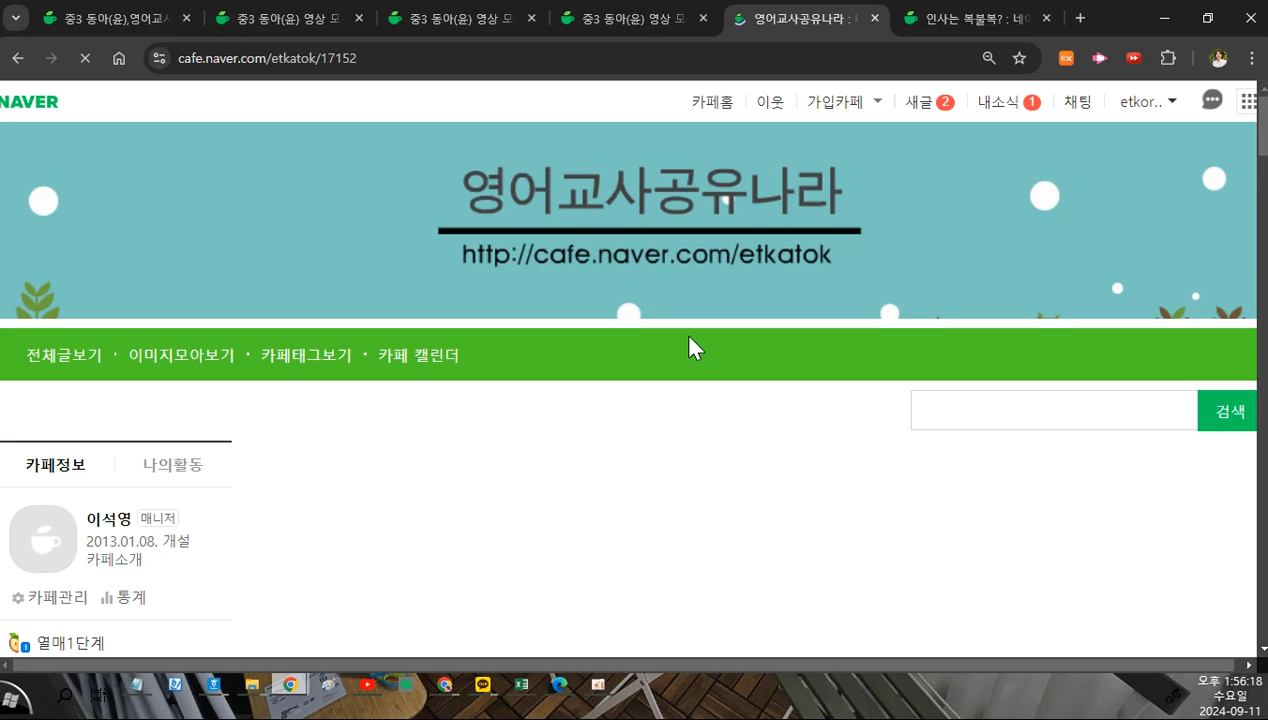 중3 동아(윤),영어교
중3 동아(윤) 영상 모
중3 동아(윤) 영상 모
중3 동아(윤) 영상 모
영어교사공유나라 :
인사는 복불복? : 네이
cafe.naver.com/etkatok/17152
NAVER
카페홈 이웃 가입카페 새글 2 내소식 1 채팅 etkor..
영어교사공유나라
http://cafe.naver.com/etkatok
전체글보기 · 이미지모아보기 · 카페태그보기 · 카페 캘린더
검색
카페정보 나의활동
이석영 매니저
2013.01.08. 개설
카페소개
카페관리 통계
1 열매1단계
오후 1:56:18
수요일
2024-09-11